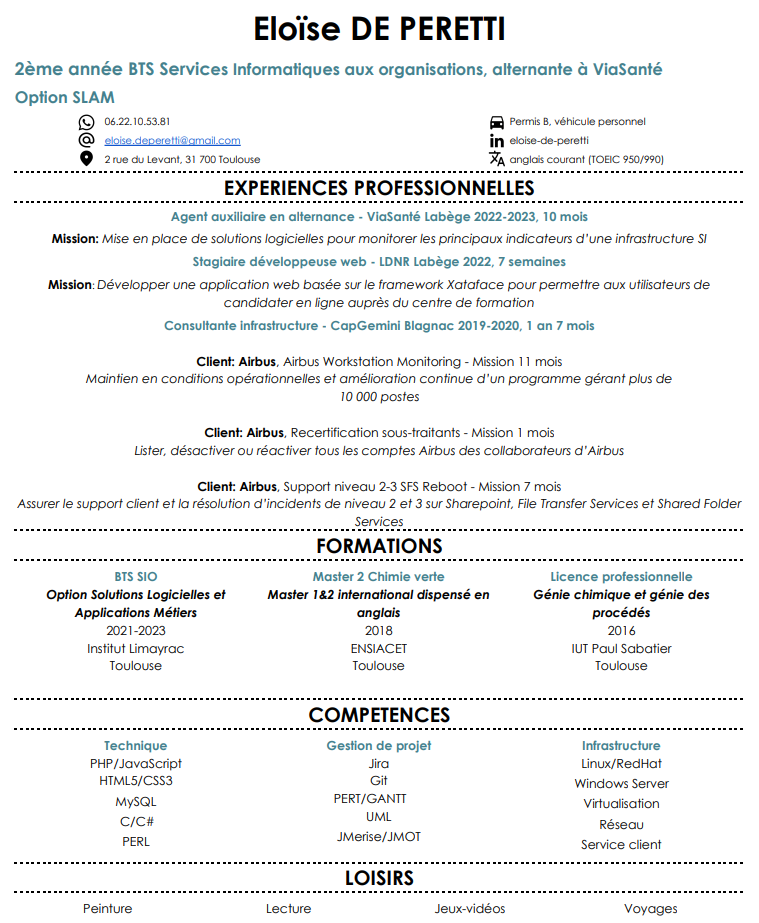 Eloïse DE PERETTI
2ème année BTS Services Informatiques aux organisations, alternante à ViaSanté
Option SLAM
06.22.10.53.81
Permis B, véhicule personnel
eloise.deperetti@gmail.com
eloise-de-peretti
2 rue du Levant, 31 700 Toulouse
anglais courant (TOEIC 950/990)
EXPERIENCES PROFESSIONNELLES
Agent auxiliaire en alternance - ViaSanté Labège 2022-2023, 10 mois
Mission: Mise en place de solutions logicielles pour monitorer les principaux indicateurs d'une infrastructure SI
Stagiaire développeuse web - LDNR Labège 2022, 7 semaines
Mission: Développer une application web basée sur le framework Xataface pour permettre aux utilisateurs de
candidater en ligne auprès du centre de formation
Consultante infrastructure - CapGemini Blagnac 2019-2020, 1 an 7 mois
Client: Airbus, Airbus Workstation Monitoring - Mission 11 mois
Maintien en conditions opérationnelles et amélioration continue d'un programme gérant plus de
10 000 postes
Client: Airbus, Recertification sous-traitants - Mission 1 mois
Lister, désactiver ou réactiver tous les comptes Airbus des collaborateurs d'Airbus
Client: Airbus, Support niveau 2-3 SFS Reboot - Mission 7 mois
Assurer le support client et la résolution d'incidents de niveau 2 et 3 sur Sharepoint, File Transfer Services et Shared Folder
Services
FORMATIONS
BTS SIO
Option Solutions Logicielles et
Applications Métiers
2021-2023
Institut Limayrac
Toulouse
Master 2 Chimie verte
Master 1&2 international dispensé en
anglais
2018
ENSIACET
Toulouse
Licence professionnelle
Génie chimique et génie des
procédés
2016
IUT Paul Sabatier
Toulouse
COMPETENCES
Technique
PHP/JavaScript
HTML5/CSS3
MySQL
C/C#
PERL
Gestion de projet
Jira
Git
PERT/GANTT
UML
JMerise/JMOT
Infrastructure
Linux/RedHat
Windows Server
Virtualisation
Réseau
Service client
LOISIRS
Peinture
Lecture
Jeux-vidéos
Voyages